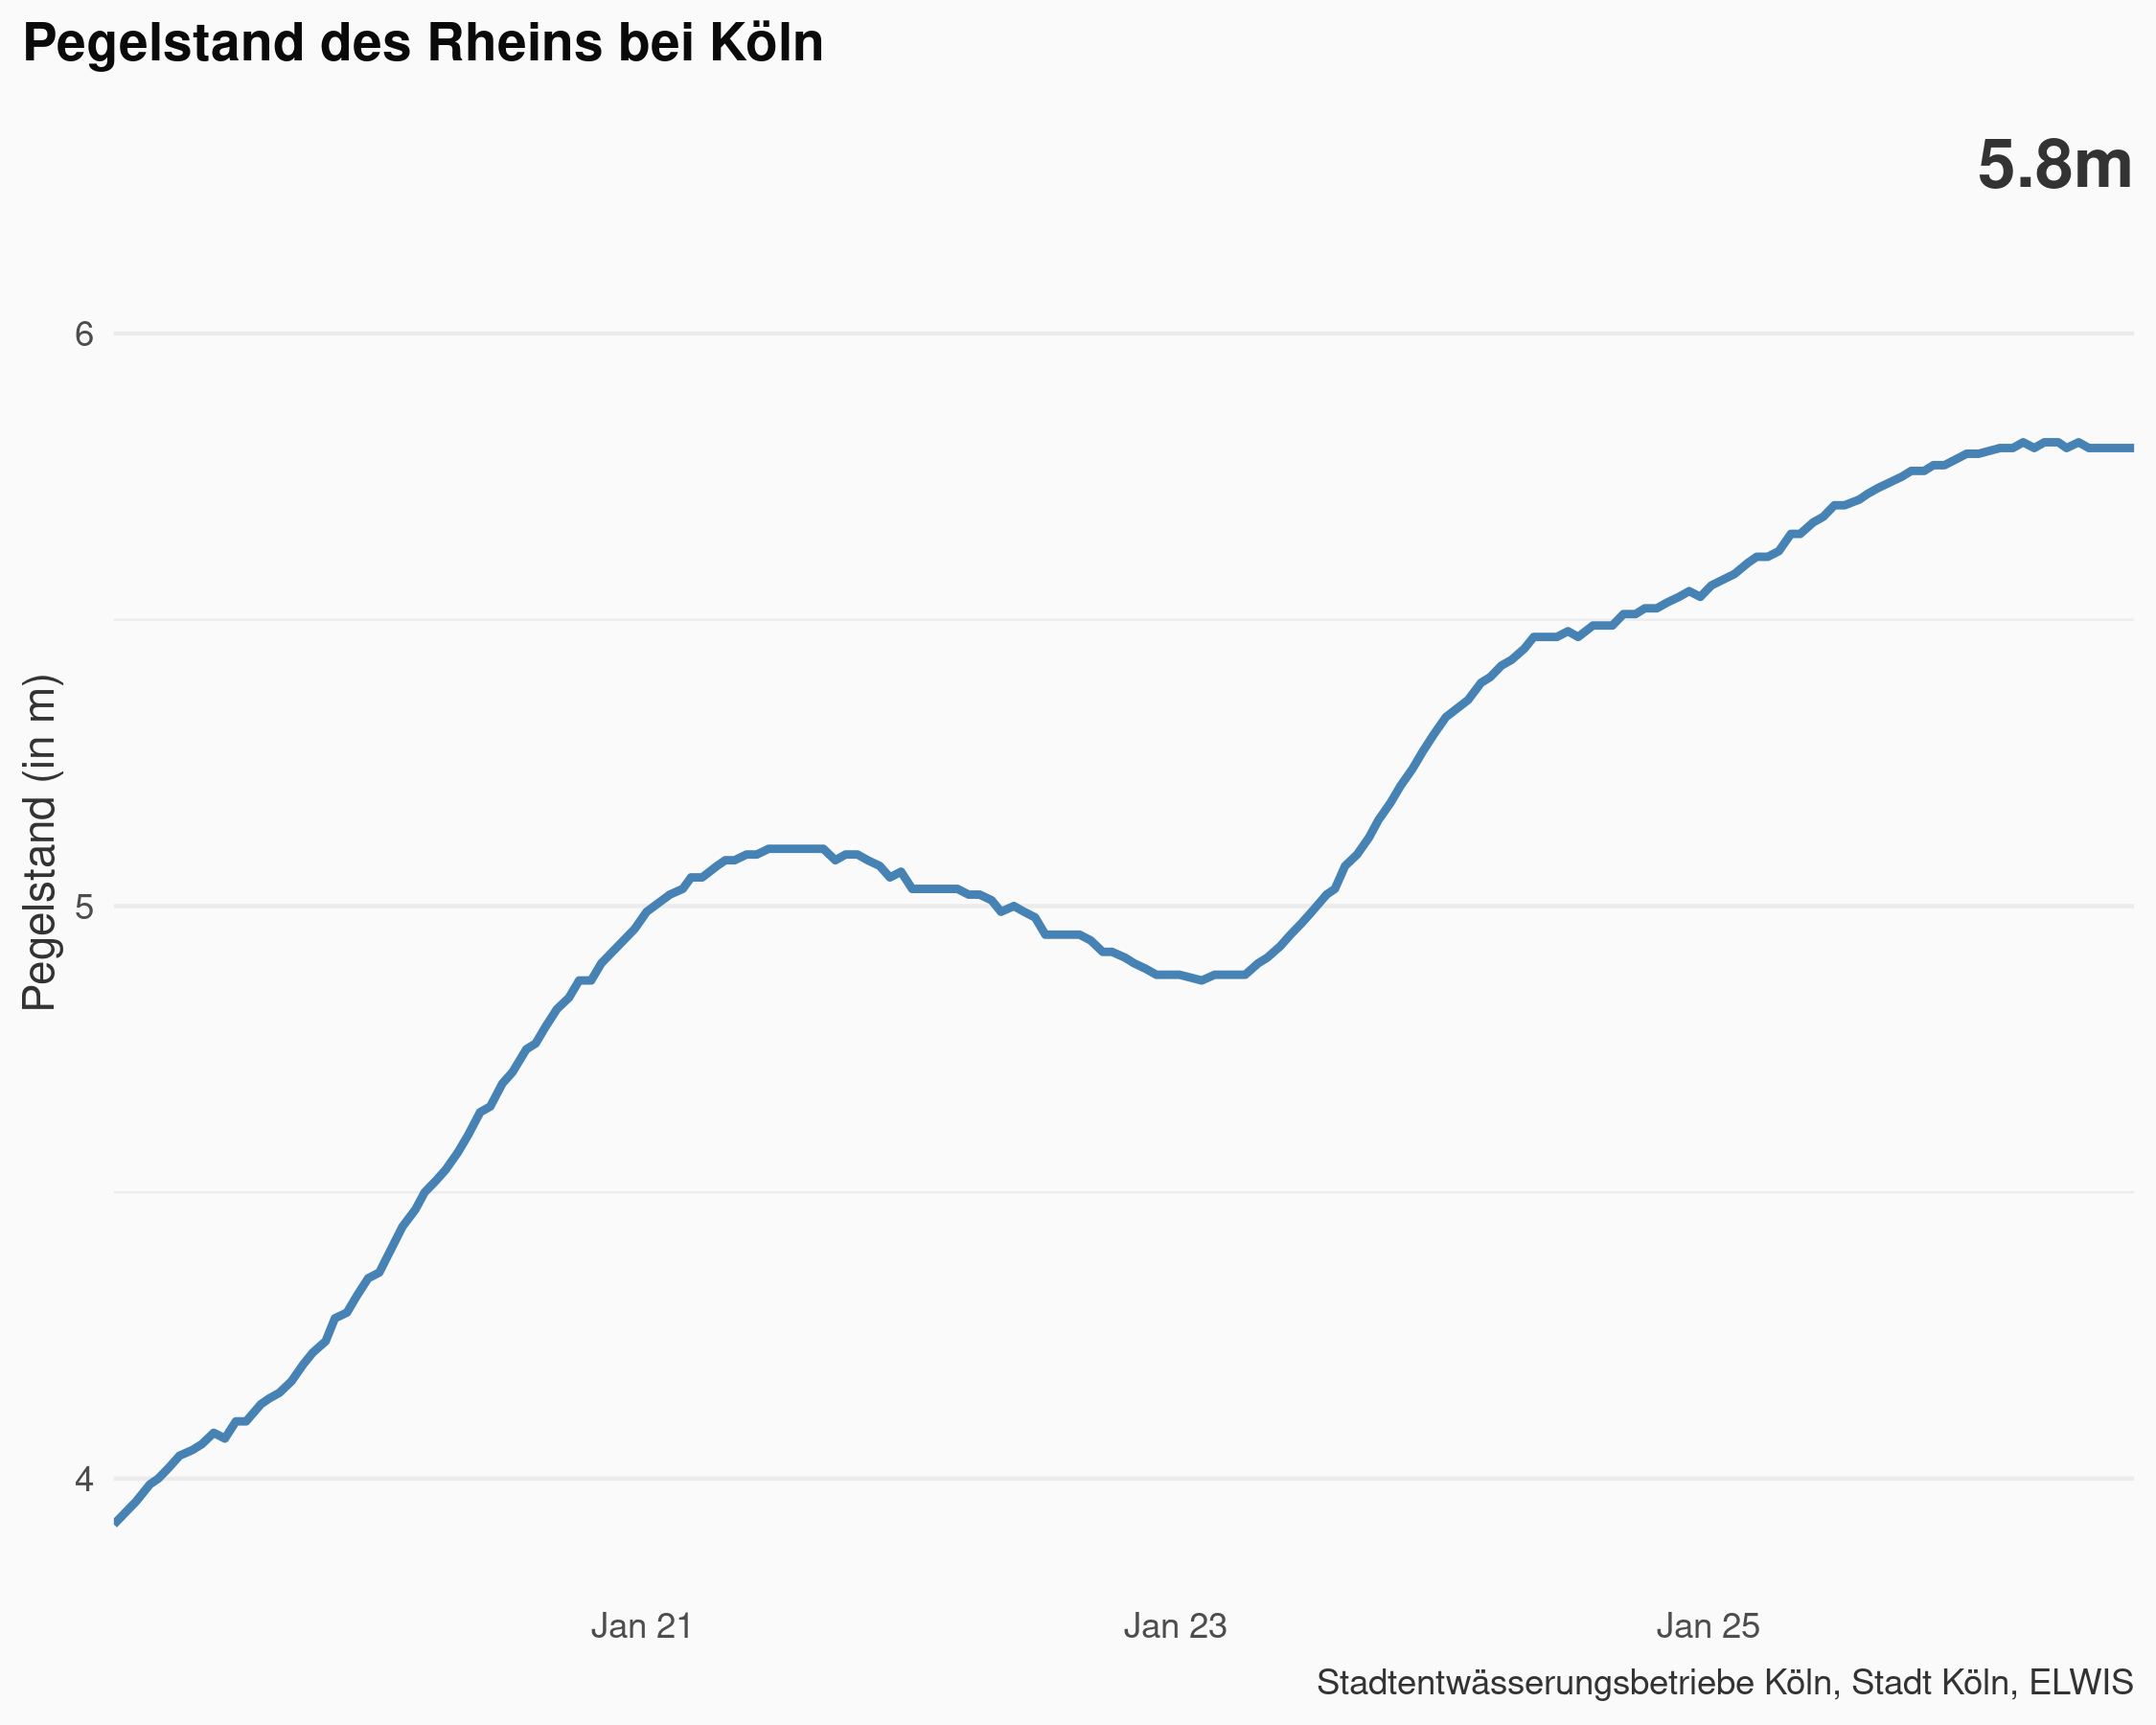 Pegelstand des Rheins bei Köln
5.8m
Pegelstand (in m)
6
5
4
Jan 21
Jan 23
Jan 25
Stadtentwässerungsbetriebe Köln, Stadt Köln, ELWIS